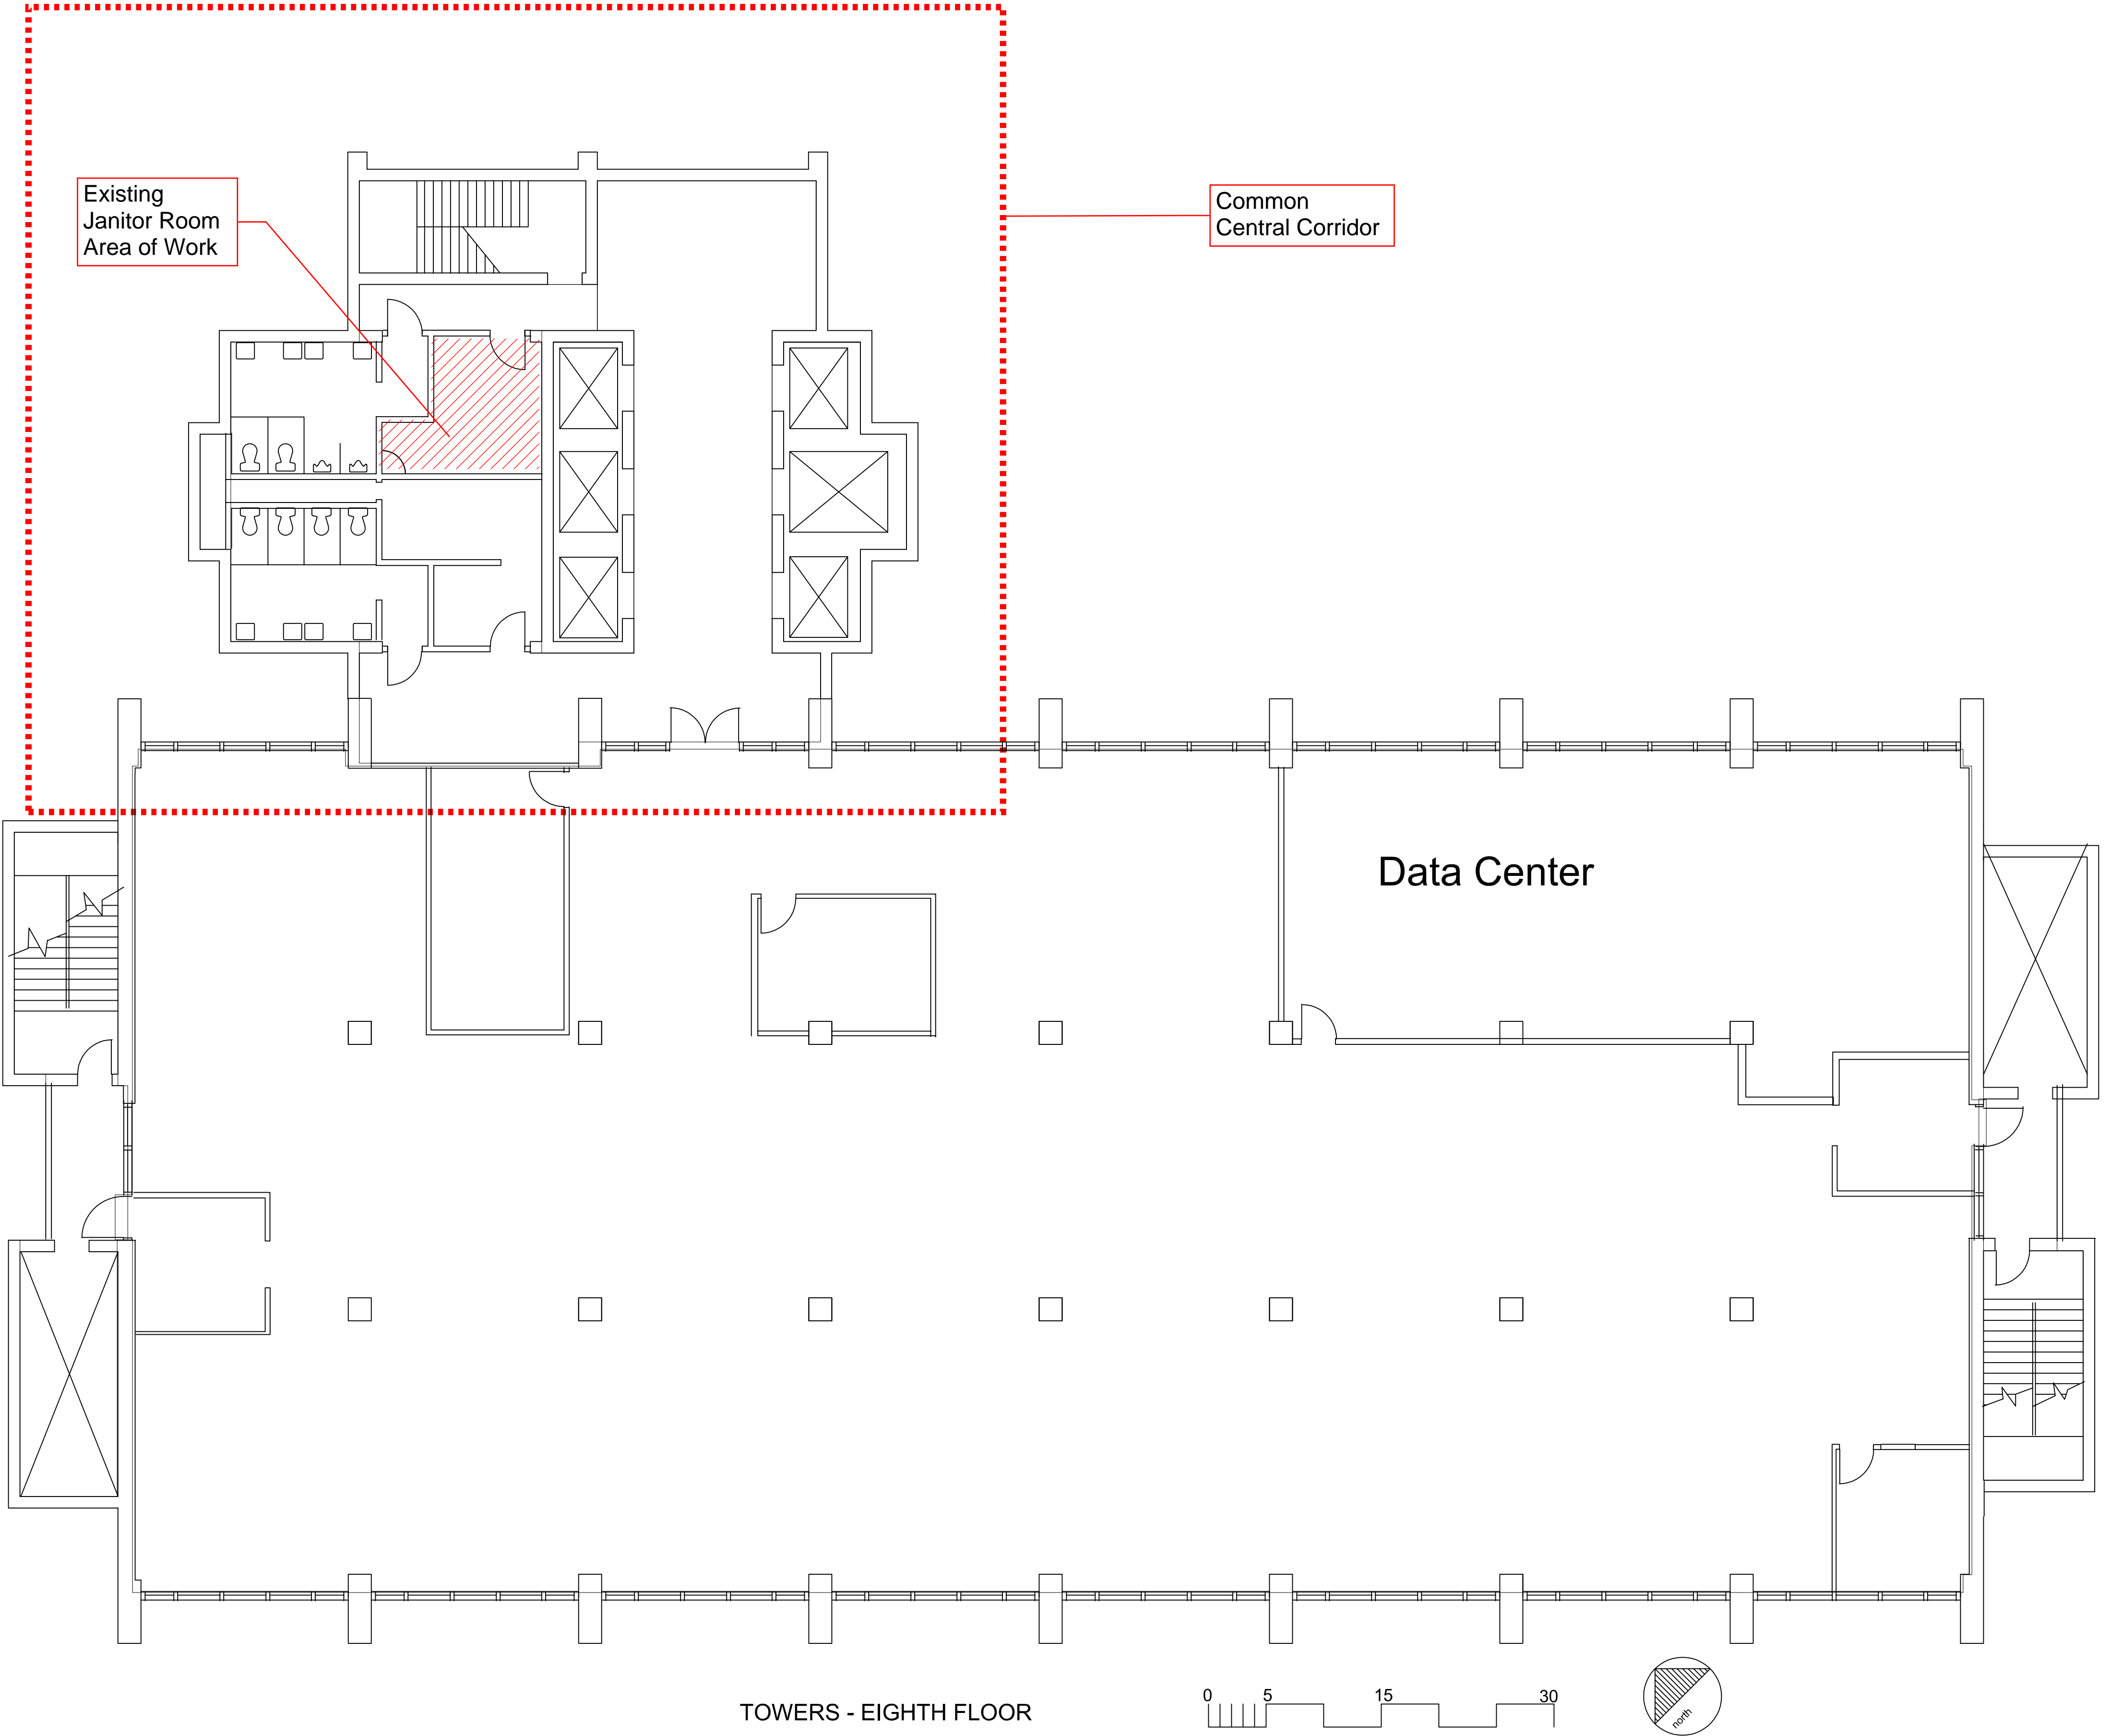 Existing
Janitor Room
Area of Work
Common
Central Corridor
Data Center
TOWERS - EIGHTH FLOOR
0 5 15 30
north